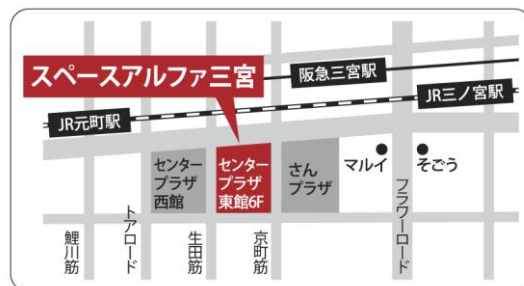 阪急三宮駅
スペースアルファ三宮
JR三ノ宮駅
JR元町駅
センター
プラザ
西館
センター
プラザ
東館6F
さん
プラザ
マルイ
そごう
鯉川筋
トアロード
生田筋
京町筋
フラワーロード